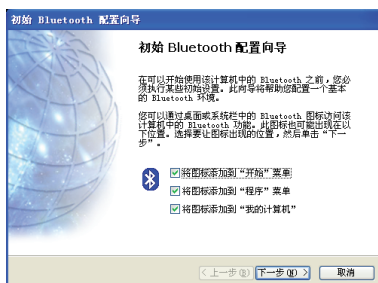 初始 Bluetooth 配置向导
初始 Bluetooth 配置向导
在可以开始使用该计算机中的 Bluetooth 之前，您必
须执行某些初始设置。此向导将帮助您配置一个基本
的 Bluetooth 环境。
您可以通过桌面或系统栏中的 Bluetooth 图标访问该
计算机中的 Bluetooth 功能。此图标也可能出现在以
下位置。选择要让图标出现的位置，然后单击“下一
步”。
将图标添加到“开始”菜单
将图标添加到“程序”菜单
将图标添加到“我的计算机”
< 上一步(B) 下一步(N) > 取消